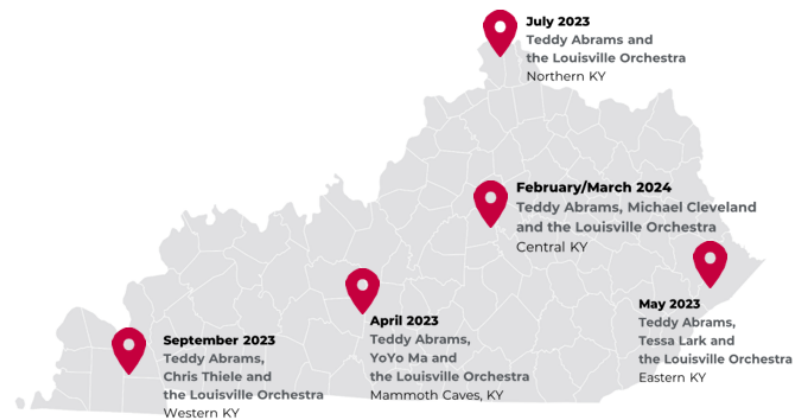 July 2023
Teddy Abrams and
the Louisville Orchestra
Northern KY
February/March 2024
Teddy Abrams, Michael Cleveland
and the Louisville Orchestra
Central KY
May 2023
Teddy Abrams,
Tessa Lark and
the Louisville Orchestra
Eastern KY
April 2023
Teddy Abrams,
YoYo Ma and
the Louisville Orchestra
Mammoth Caves, KY
September 2023
Teddy Abrams,
Chris Thiele and
the Louisville Orchestra
Western KY